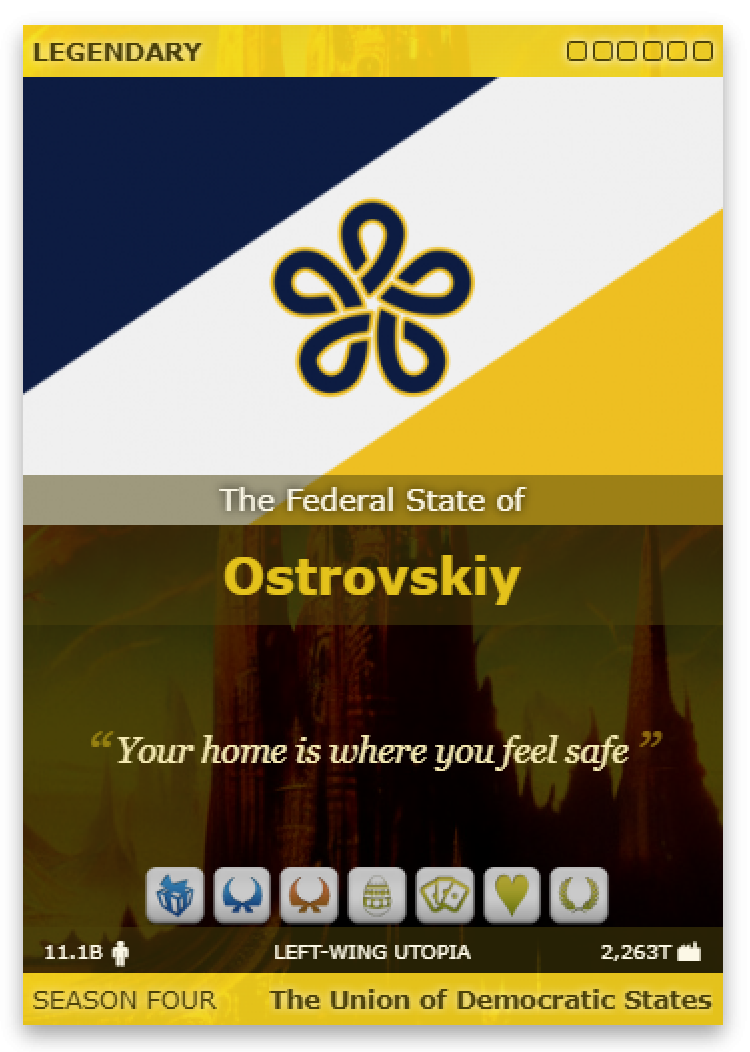 LEGENDARY
The Federal State of
Ostrovskiy
“Your home is where you feel safe”
11.1B LEFT-WING UTOPIA 2,263T
SEASON FOUR The Union of Democratic States